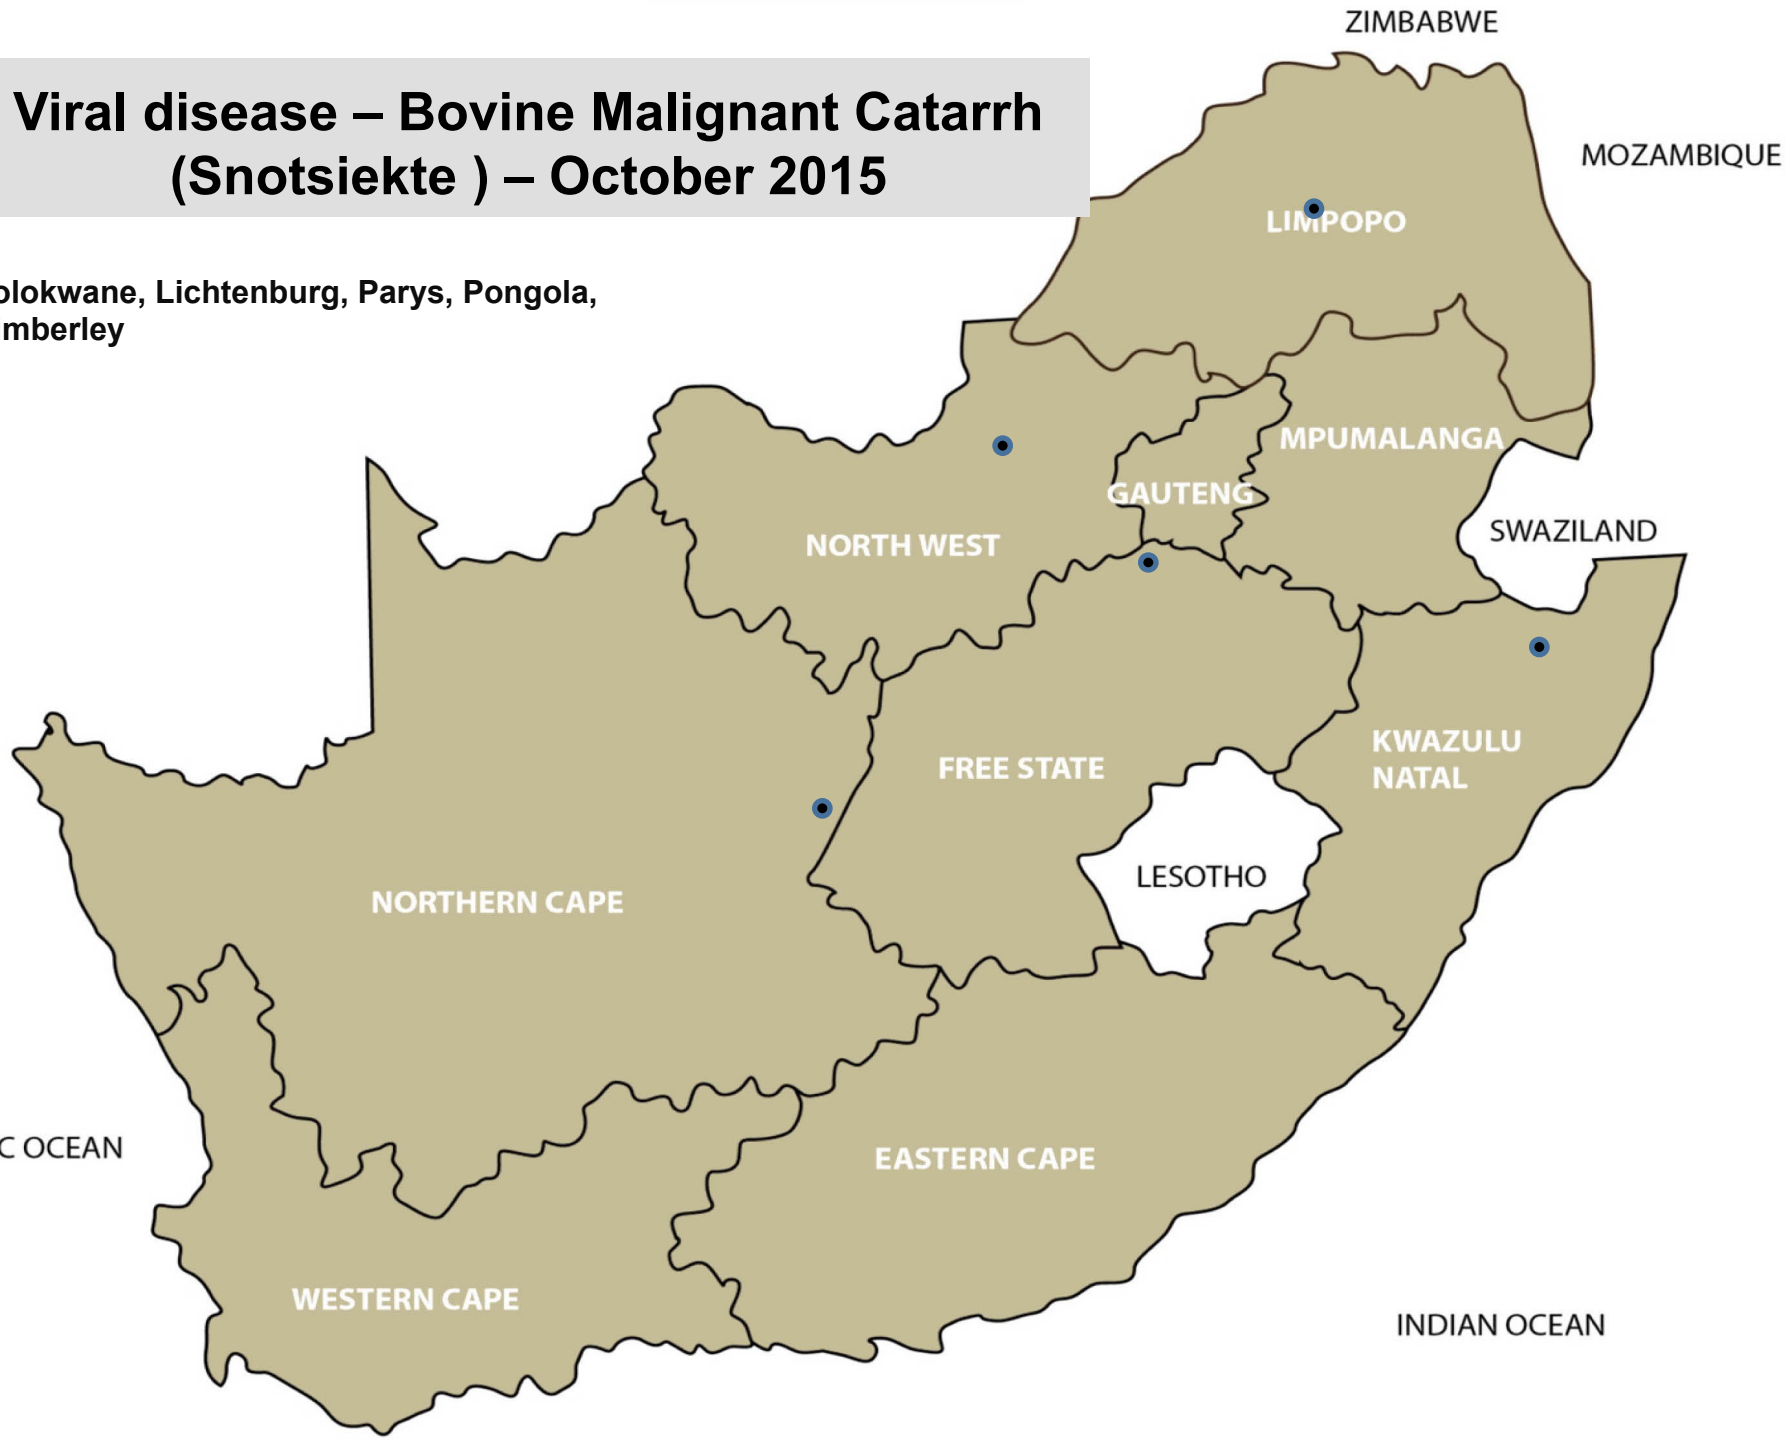 ZIMBABWE
Viral disease – Bovine Malignant Catarrh
(Snotsiekte ) – October 2015
MOZAMBIQUE
LIMPOPO
olokwane, Lichtenburg, Parys, Pongola,
mberley
MPUMALANGA
GAUTENG
SWAZILAND
NORTH WEST
KWAZULU
NATAL
FREE STATE
LESOTHO
NORTHERN CAPE
C OCEAN
EASTERN CAPE
WESTERN CAPE
INDIAN OCEAN